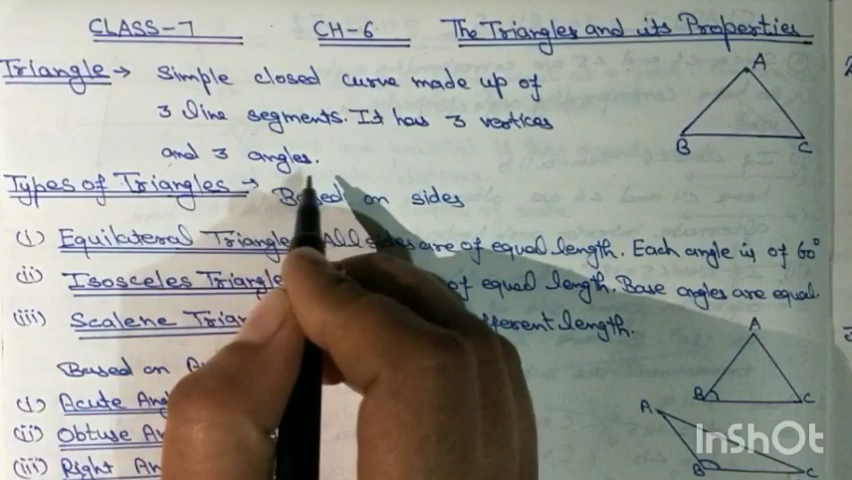 CLASS-7 CH-6 The Triangles and its Properties
Triangle → Simple closed curve made up of
3 line segments. It has 3 vertices
and 3 angles.
Types of Triangles → Based on sides
(i) Equilateral Triangle All sides are of equal length. Each angle is of 60°
(ii) Isosceles Triangle of equal length. Base angles are equal.
(iii) Scalene length.
Based on
(i) Acute
(ii) Obtuse
(iii) Right
A
B C
A
B C
A
B C
InShOt